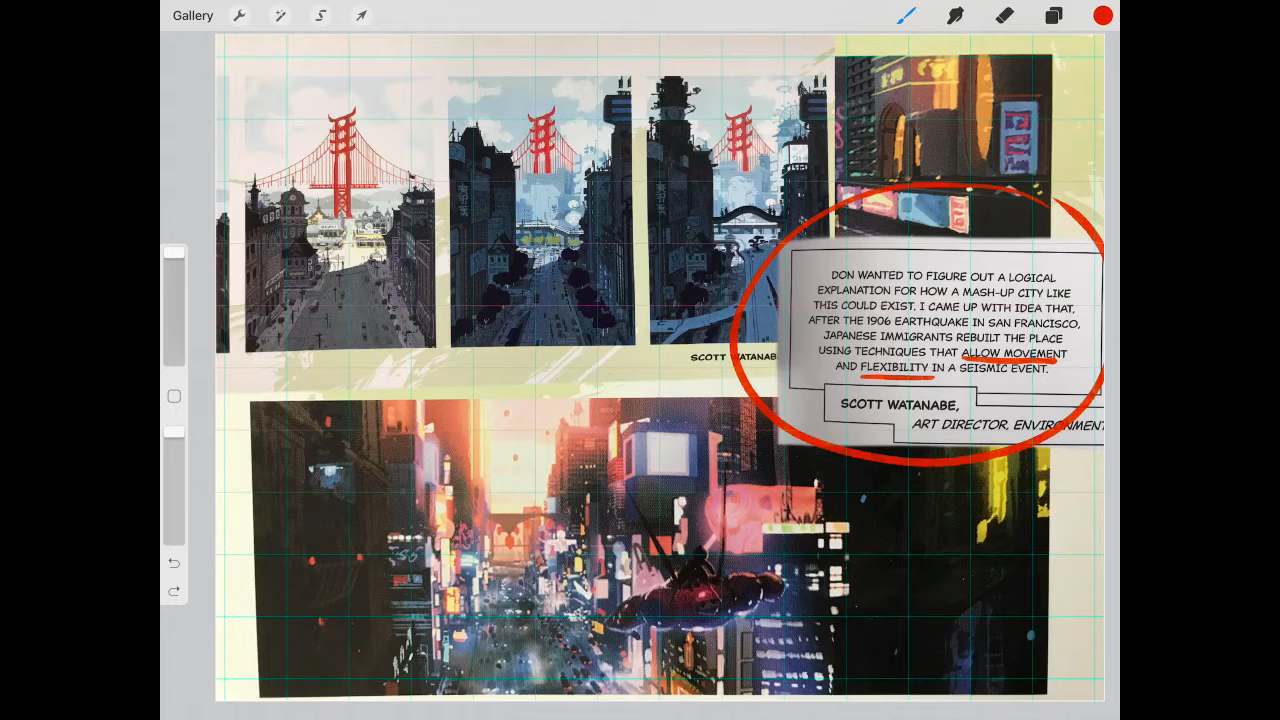 Gallery
DON WANTED TO FIGURE OUT A LOGICAL
EXPLANATION FOR HOW A MASH-UP CITY LIKE
THIS COULD EXIST. I CAME UP WITH IDEA THAT,
AFTER THE 1906 EARTHQUAKE IN SAN FRANCISCO,
JAPANESE IMMIGRANTS REBUILT THE PLACE
USING TECHNIQUES THAT ALLOW MOVEMENT
AND FLEXIBILITY IN A SEISMIC EVENT.
SCOTT WATANABE
SCOTT WATANABE,
ART DIRECTOR, ENVIRONMENT